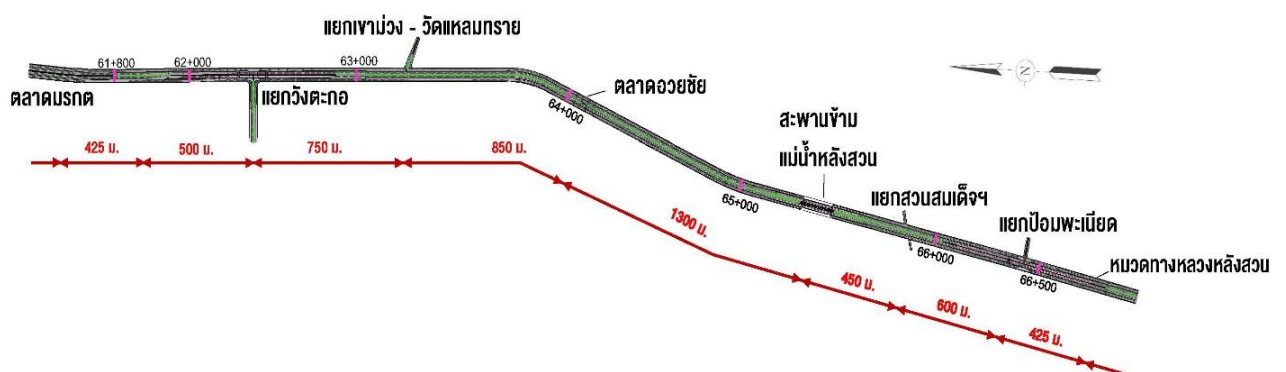 แยกเขาม่วง - วัดแหลมทราย
61+800
62+000
63+000
ตลาดมรกต
แยกวังตะกอ
ตลาดอวยชัย
64+000
N
สะพานข้าม
แม่น้ำหลังสวน
65+000
แยกสวนสมเด็จฯ
66+000
แยกป้อมพะเนียด
66+500
หมวดทางหลวงหลังสวน
425 ม.
500 ม.
750 ม.
850 ม.
1300 ม.
450 ม.
600 ม.
425 ม.